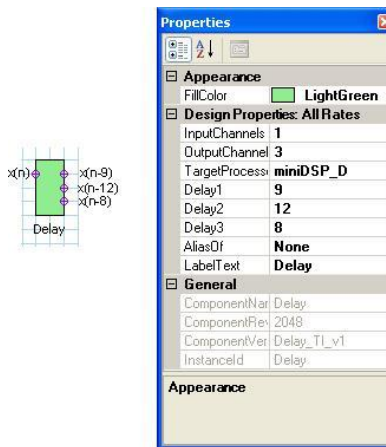 x(n)
x(n-9)
x(n-12)
x(n-8)
Delay
Properties
Appearance
FillColor LightGreen
Design Properties: All Rates
InputChannels 1
OutputChannel 3
TargetProcess miniDSP_D
Delay1 9
Delay2 12
Delay3 8
AliasOf None
LabelText Delay
General
ComponentNar Delay
ComponentRev 2048
ComponentVer Delay_TI_v1
InstanceId Delay
Appearance